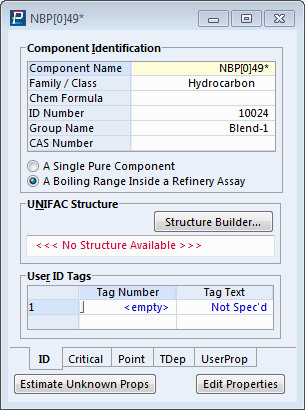 NBP[0]49*
Component Identification
Component Name NBP[0]49*
Family / Class Hydrocarbon
Chem Formula
ID Number 10024
Group Name Blend-1
CAS Number
A Single Pure Component
A Boiling Range Inside a Refinery Assay
UNIFAC Structure
Structure Builder...
< < < No Structure Available > > >
User ID Tags
Tag Number Tag Text
1 <empty> Not Spec'd
ID Critical Point TDep UserProp
Estimate Unknown Props Edit Properties